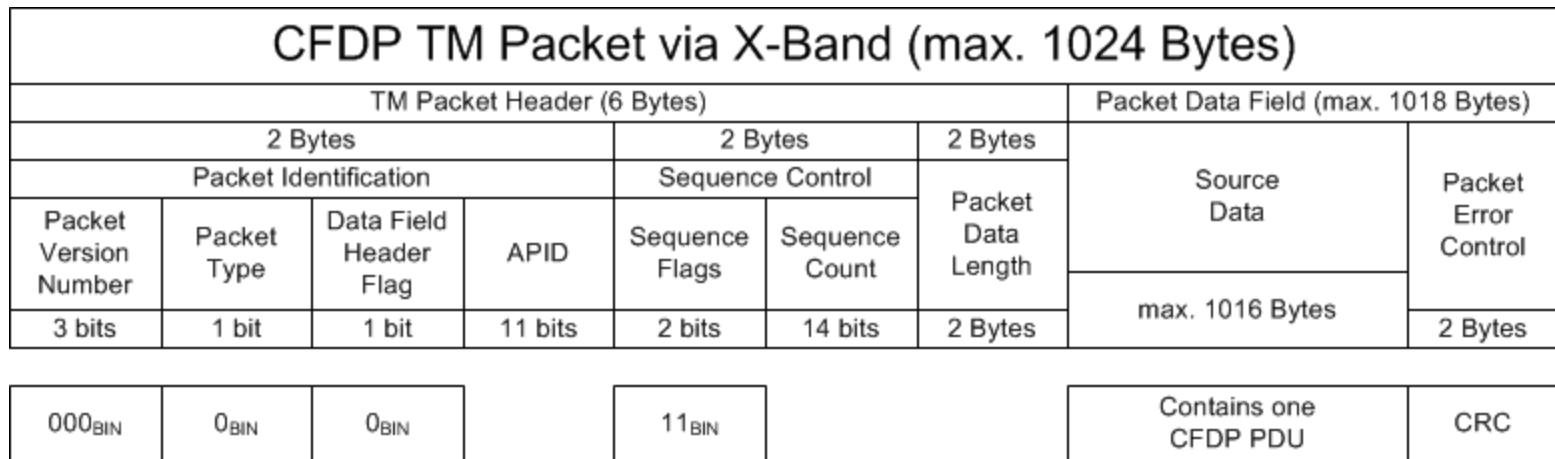 CFDP TM Packet via X-Band (max. 1024 Bytes)
TM Packet Header (6 Bytes)
Packet Data Field (max. 1018 Bytes)
2 Bytes
2 Bytes
2 Bytes
Packet Identification
Sequence Control
Packet
Version
Number
Packet
Type
Data Field
Header
Flag
APID
Sequence
Flags
Sequence
Count
Packet
Data
Length
Source
Data
Packet
Error
Control
max. 1016 Bytes
3 bits
1 bit
1 bit
11 bits
2 bits
14 bits
2 Bytes
2 Bytes
000BIN
0BIN
0BIN
11BIN
Contains one
CFDP PDU
CRC